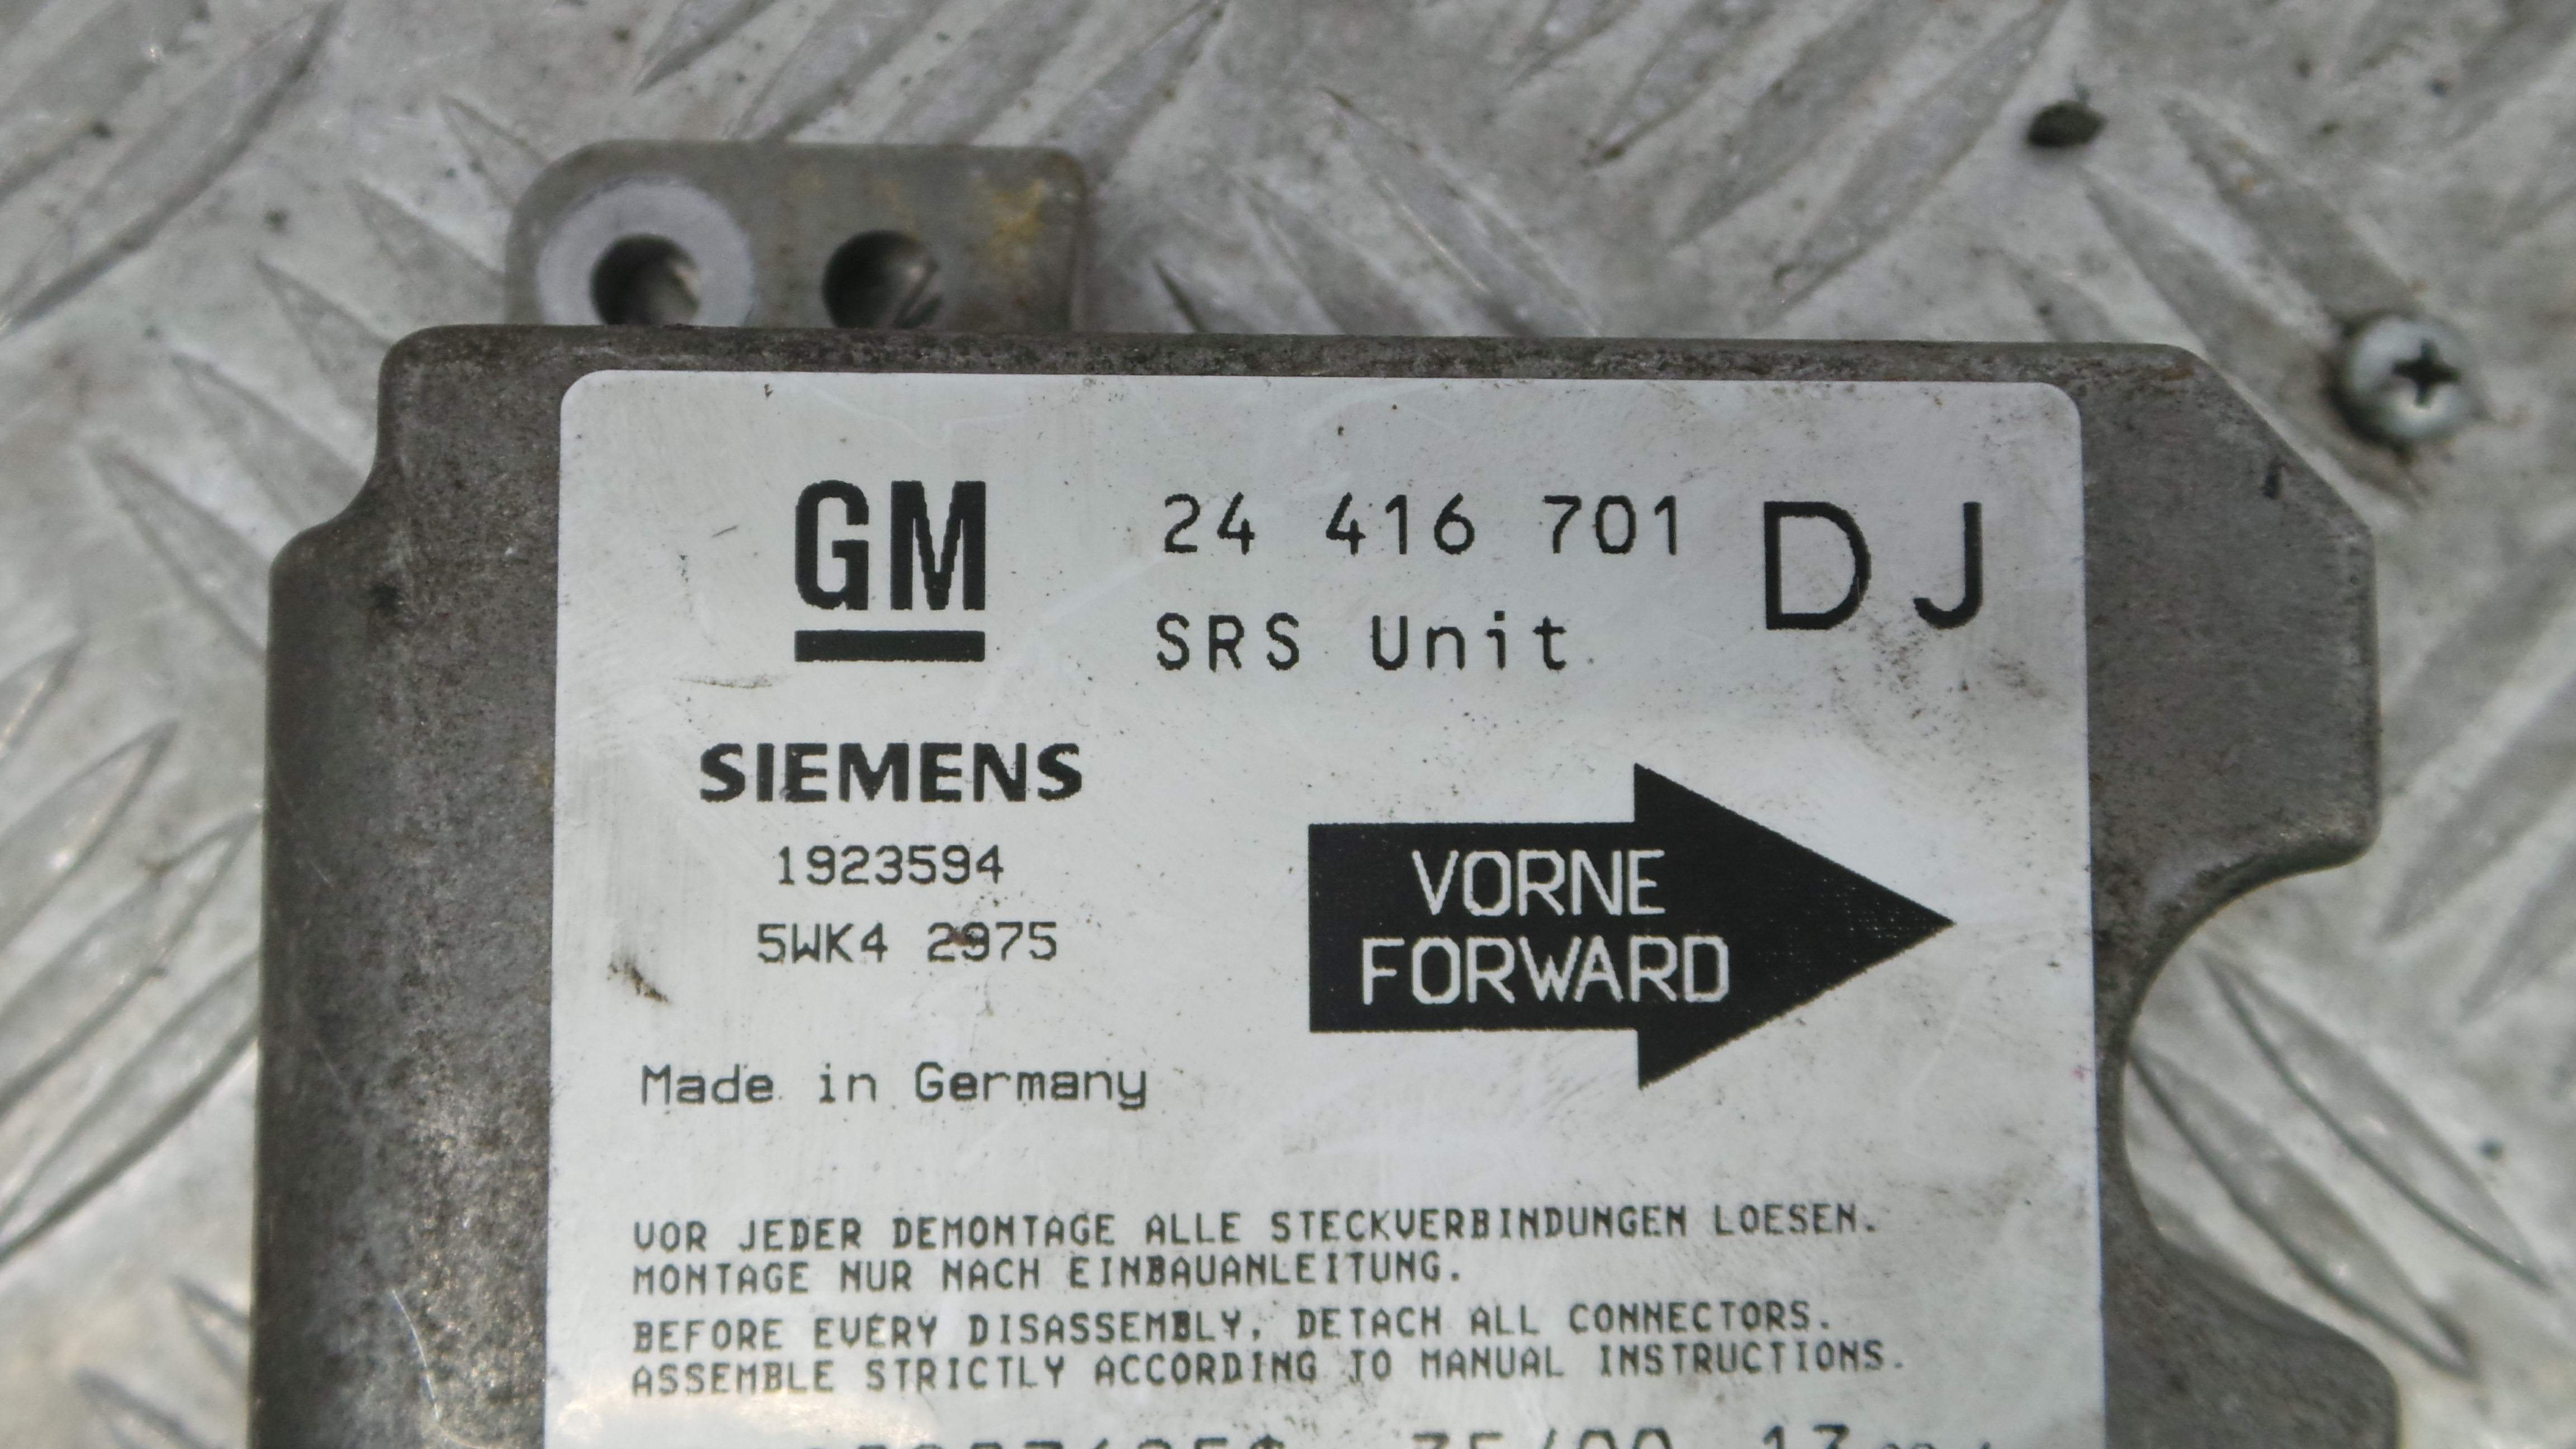 GM 24 416 701 DJ
SRS Unit
SIEMENS
1923594
5WK4 2975
VORNE
FORWARD
Made in Germany
VOR JEDER DEMONTAGE ALLE STECKVERBINDUNGEN LOESEN.
MONTAGE NUR NACH EINBAUANLEITUNG.
BEFORE EVERY DISASSEMBLY, DETACH ALL CONNECTORS.
ASSEMBLE STRICTLY ACCORDING TO MANUAL INSTRUCTIONS.